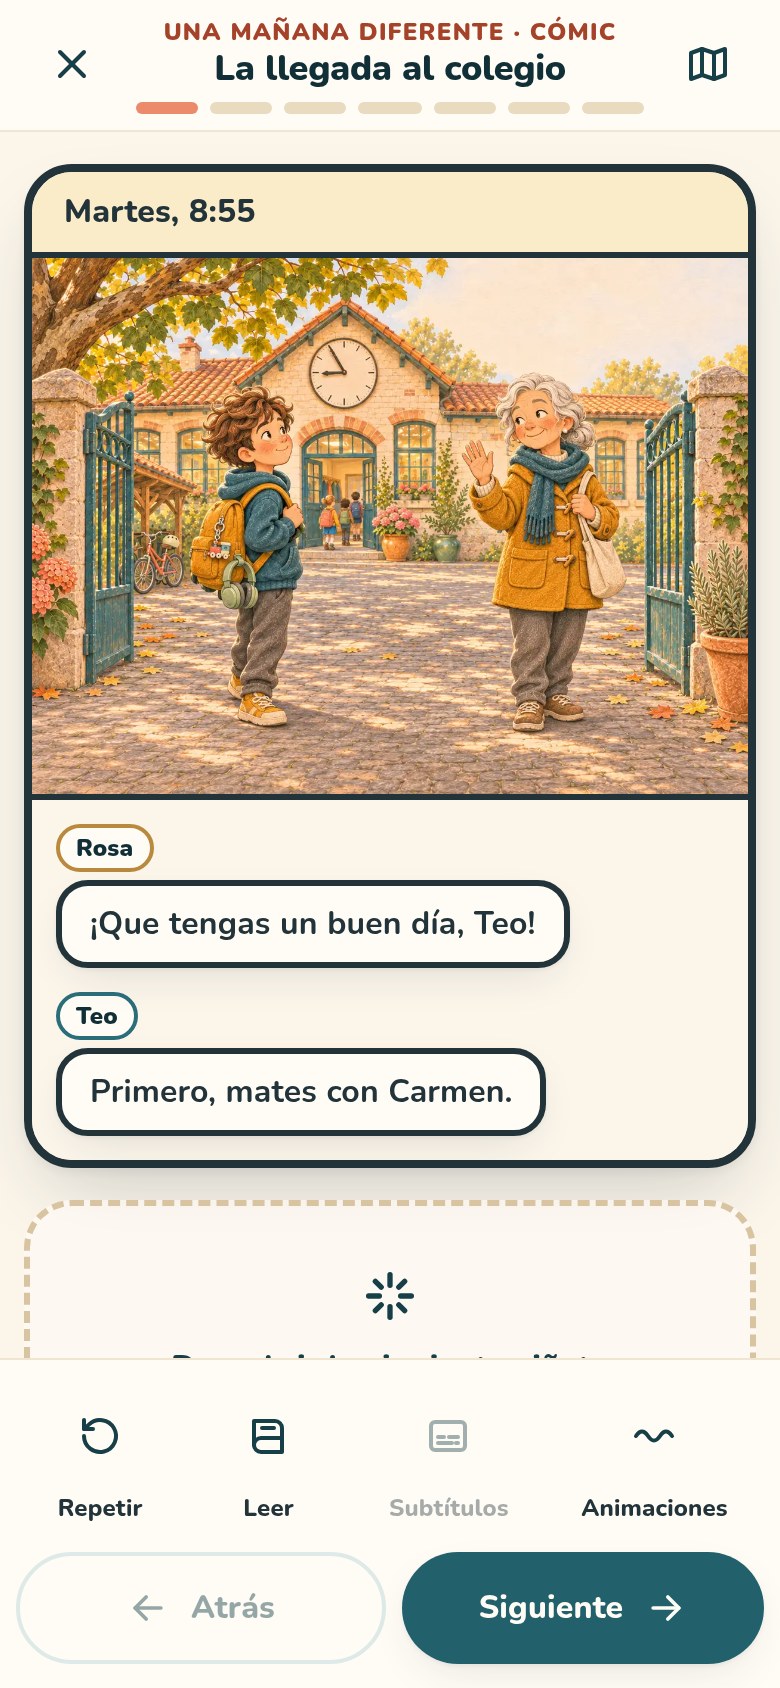 UNA MAÑANA DIFERENTE · CÓMIC
La llegada al colegio
Martes, 8:55
Rosa
¡Que tengas un buen día, Teo!
Teo
Primero, mates con Carmen.
Repetir
Leer
Subtítulos
Animaciones
Atrás
Siguiente